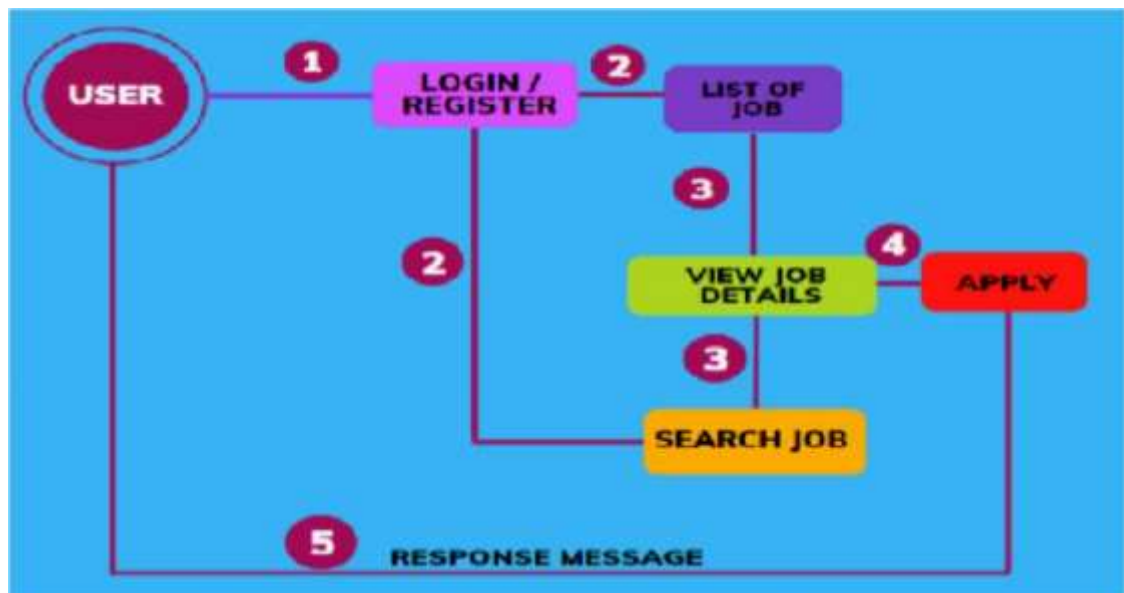 USER
1
LOGIN /
REGISTER
2
LIST OF
JOB
3
2
VIEW JOB
DETAILS
4
APPLY
3
SEARCH JOB
5
RESPONSE MESSAGE